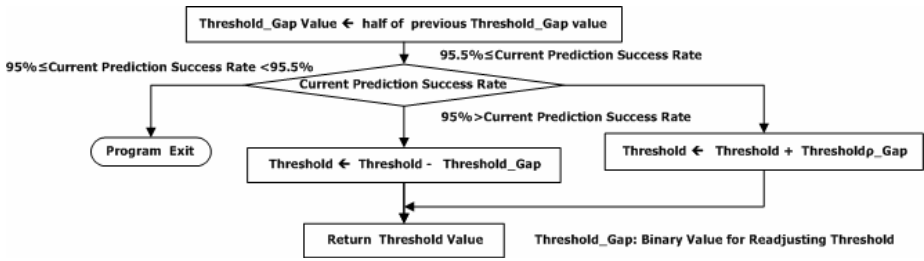 Threshold_Gap Value ← half of previous Threshold_Gap value
95%≤Current Prediction Success Rate <95.5%
95.5%≤Current Prediction Success Rate
Current Prediction Success Rate
95%>Current Prediction Success Rate
Program Exit
Threshold ← Threshold - Threshold_Gap
Threshold ← Threshold + Thresholdρ_Gap
Return Threshold Value
Threshold_Gap: Binary Value for Readjusting Threshold